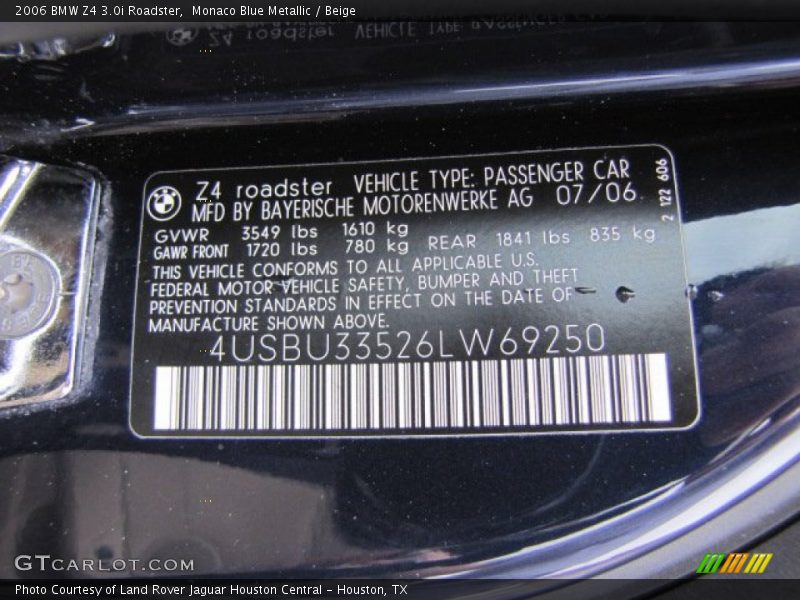 2006 BMW Z4 3.0i Roadster, Monaco Blue Metallic / Beige
Z4 roadster VEHICLE TYPE: PASSENGER CAR
MFD BY BAYERISCHE MOTORENWERKE AG 07/06
2 122 606
GVWR 3549 lbs 1610 kg
GAWR FRONT 1720 lbs 780 kg REAR 1841 lbs 835 kg
THIS VEHICLE CONFORMS TO ALL APPLICABLE U.S.
FEDERAL MOTOR VEHICLE SAFETY, BUMPER AND THEFT
PREVENTION STANDARDS IN EFFECT ON THE DATE OF
MANUFACTURE SHOWN ABOVE.
4USBU33526LW69250
GTCARLOT.COM
Photo Courtesy of Land Rover Jaguar Houston Central - Houston, TX